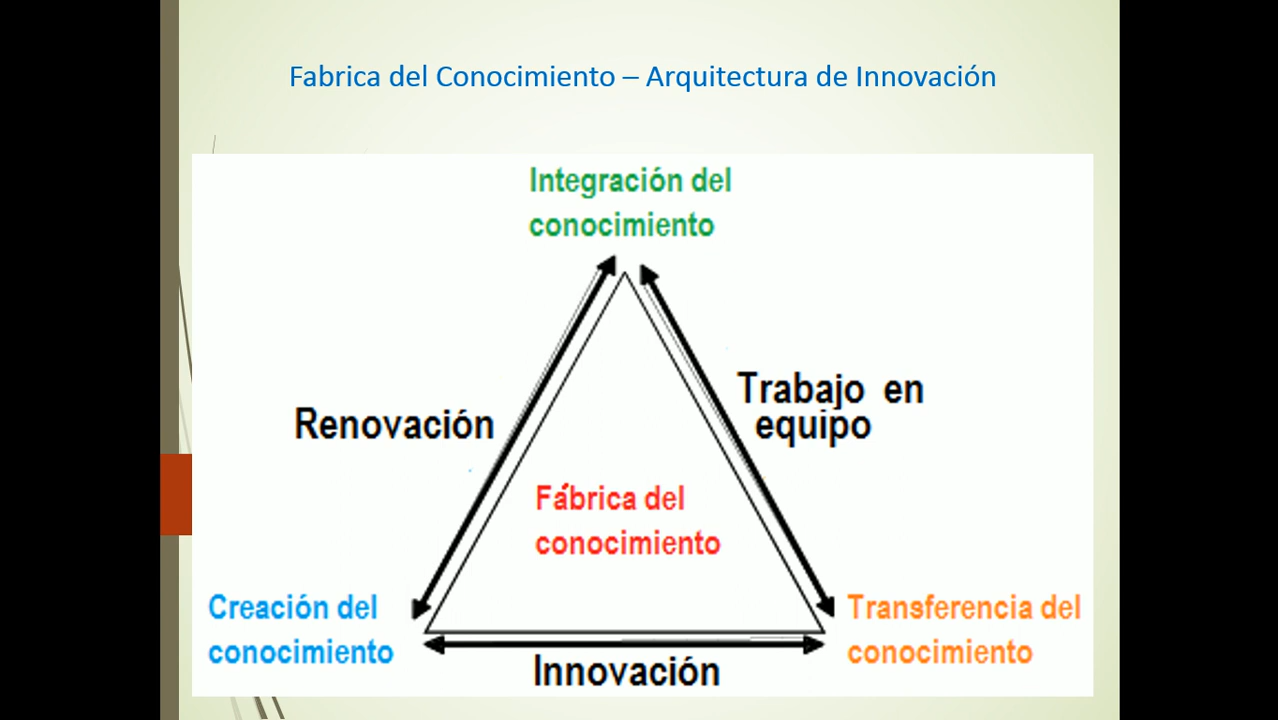 Fabrica del Conocimiento – Arquitectura de Innovación
Integración del
conocimiento
Renovación
Trabajo en
equipo
Fábrica del
conocimiento
Creación del
conocimiento
Transferencia del
conocimiento
Innovación